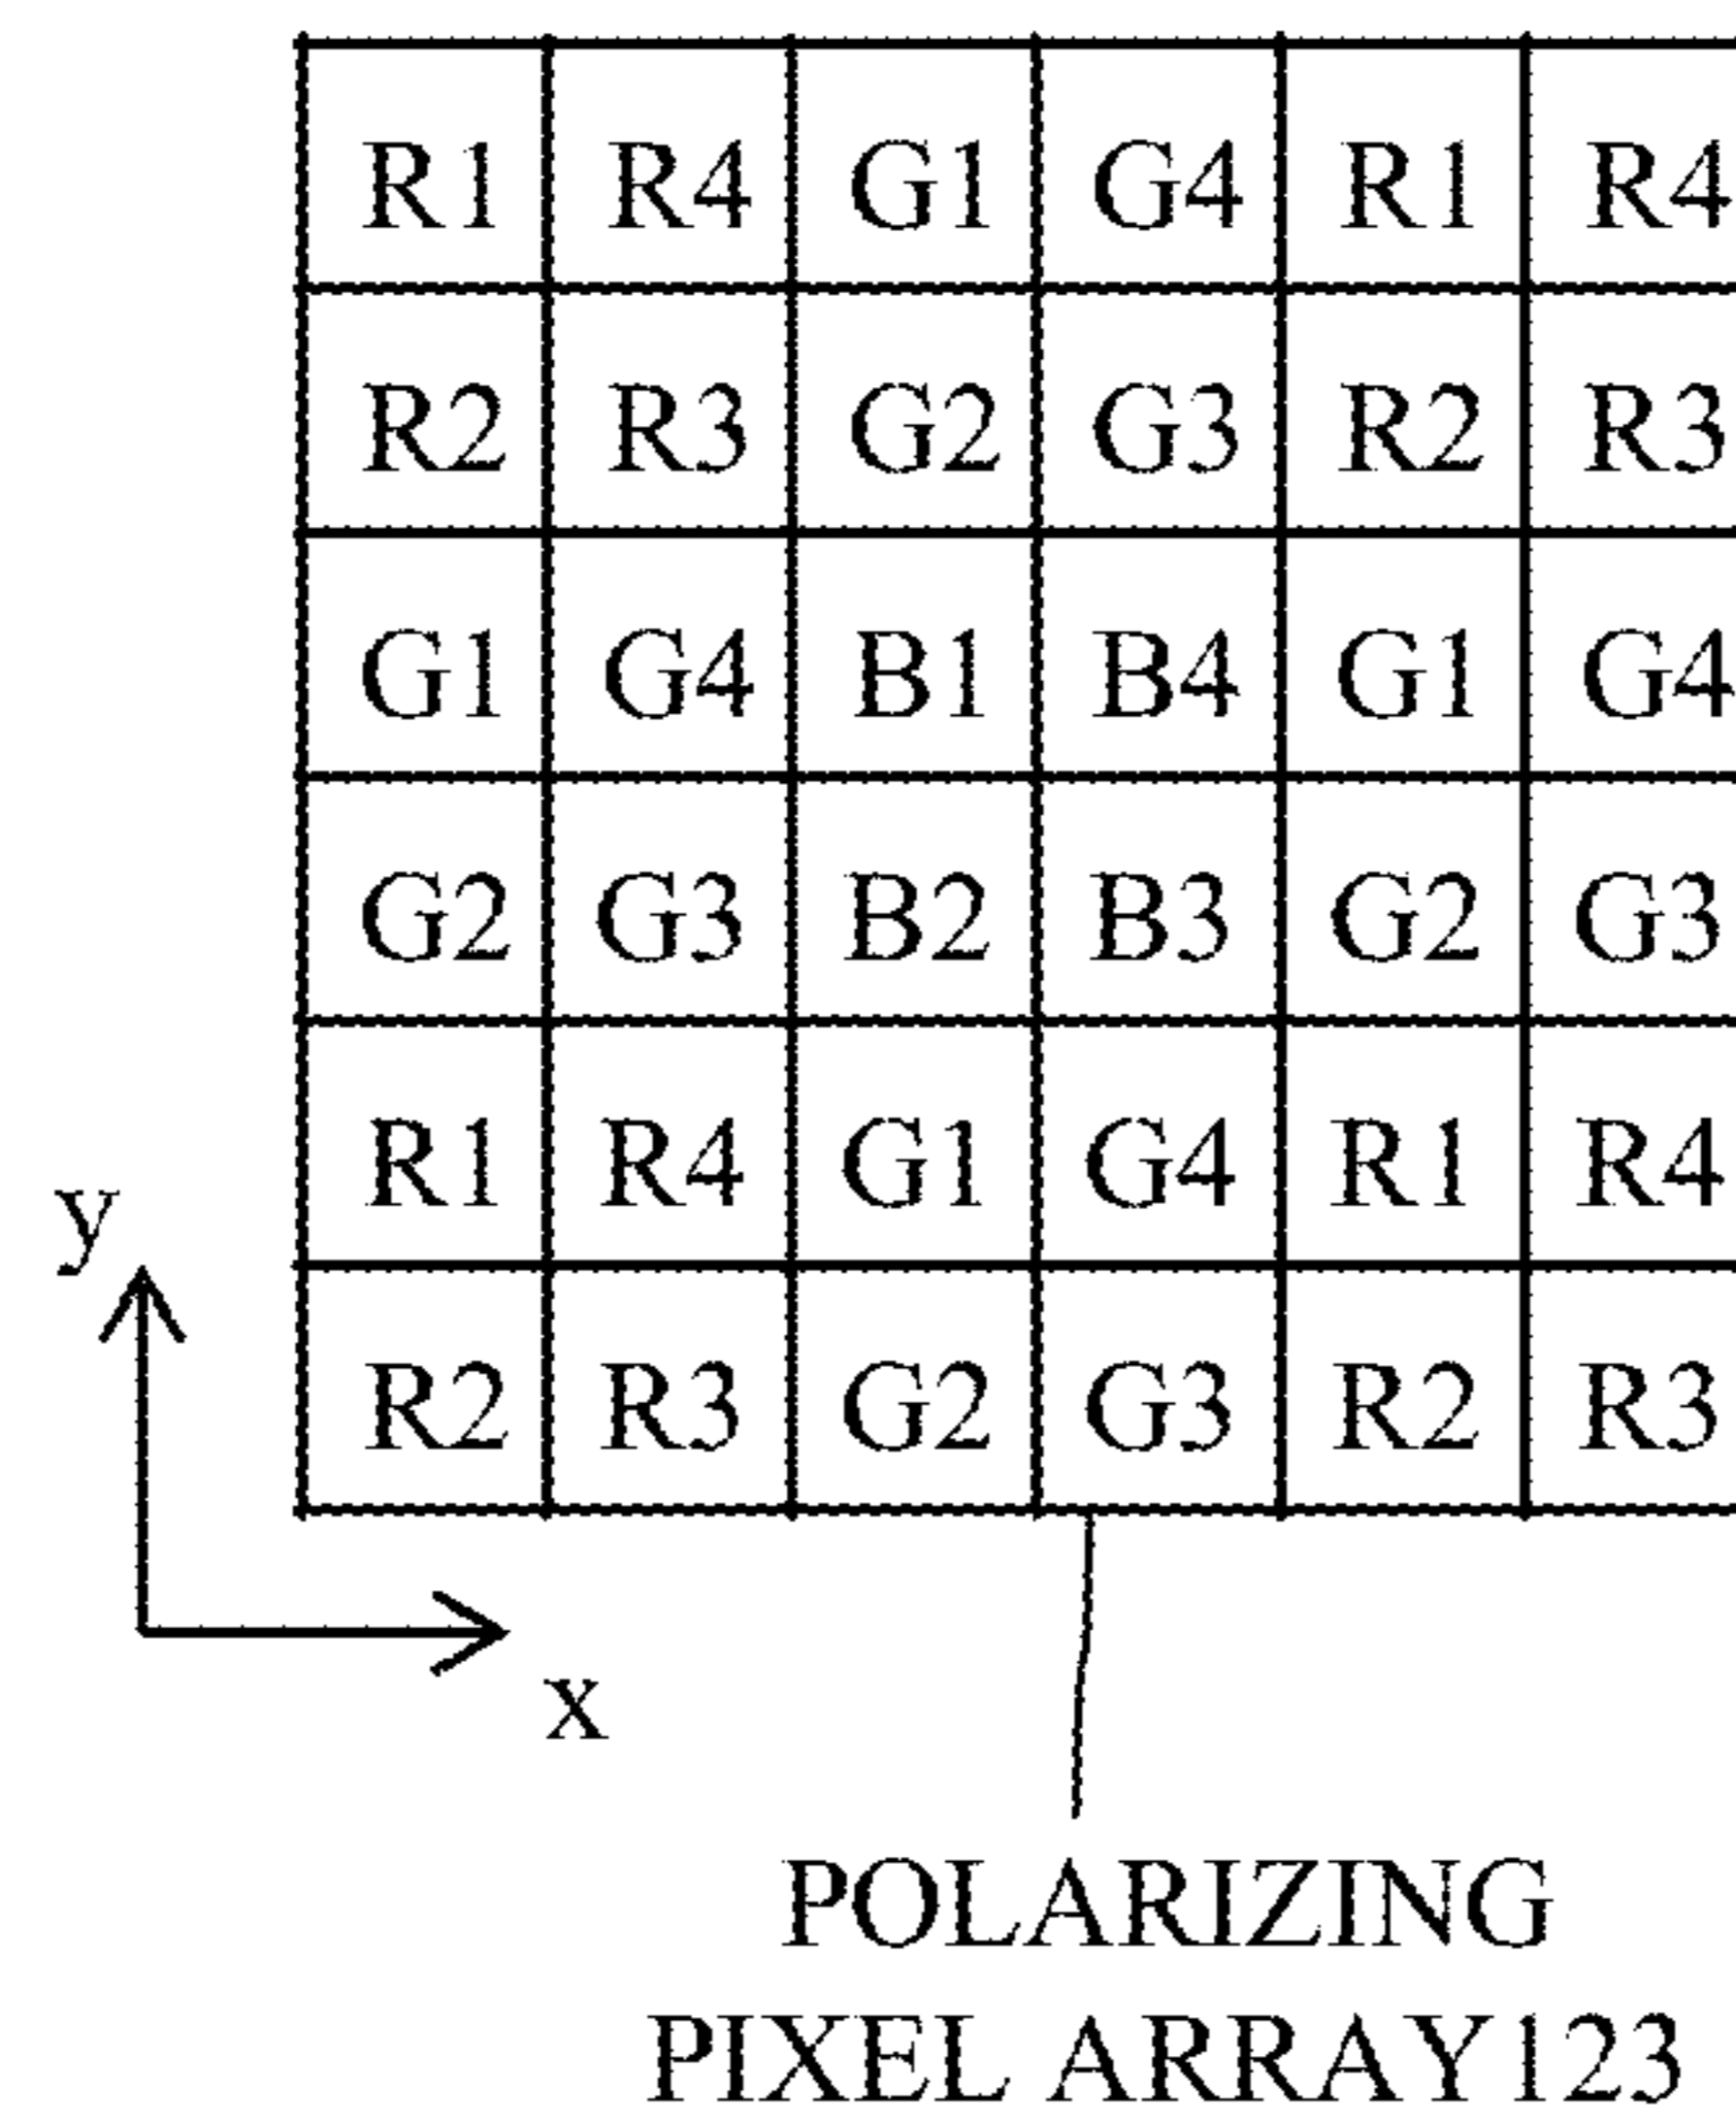 R1 R4 G1 G4 R1 R4
R2 R3 G2 G3 R2 R3
G1 G4 B1 B4 G1 G4
G2 G3 B2 B3 G2 G3
R1 R4 G1 G4 R1 R4
R2 R3 G2 G3 R2 R3
y
x
POLARIZING
PIXEL ARRAY123